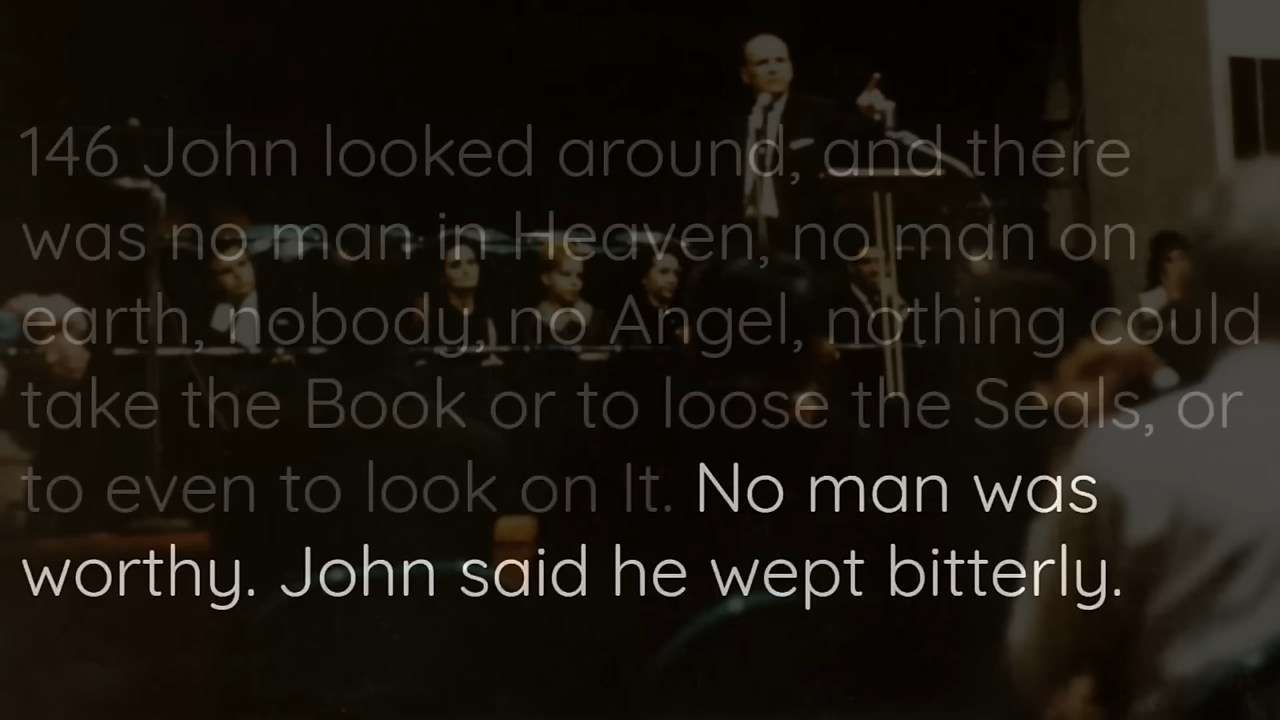 146 John looked around, and there
was no man in Heaven, no man on
earth, nobody, no Angel, nothing could
take the Book or to loose the Seals, or
to even to look on It. No man was
worthy. John said he wept bitterly.